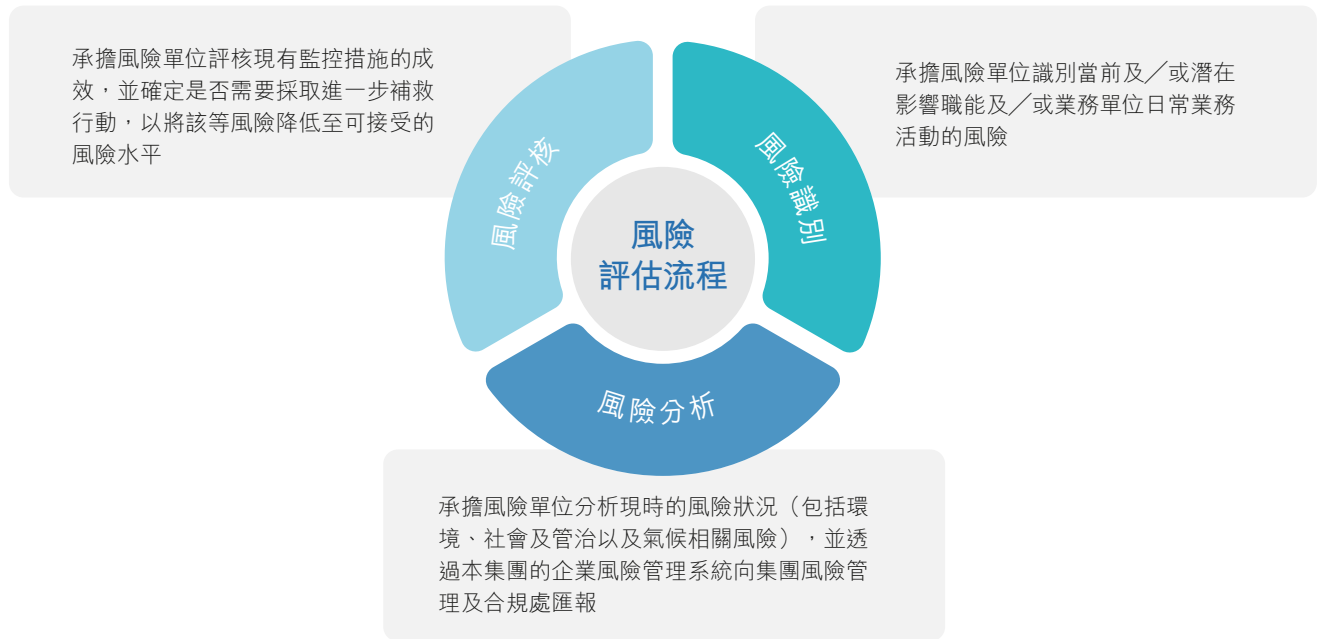 承擔風險單位評核現有監控措施的成
效，並確定是否需要採取進一步補救
行動，以將該等風險降低至可接受的
風險水平
承擔風險單位識別當前及╱或潛在
影響職能及╱或業務單位日常業務
活動的風險
風險評核
風險識別
風險
評估流程
風險分析
承擔風險單位分析現時的風險狀況（包括環
境、社會及管治以及氣候相關風險），並透
過本集團的企業風險管理系統向集團風險管
理及合規處匯報